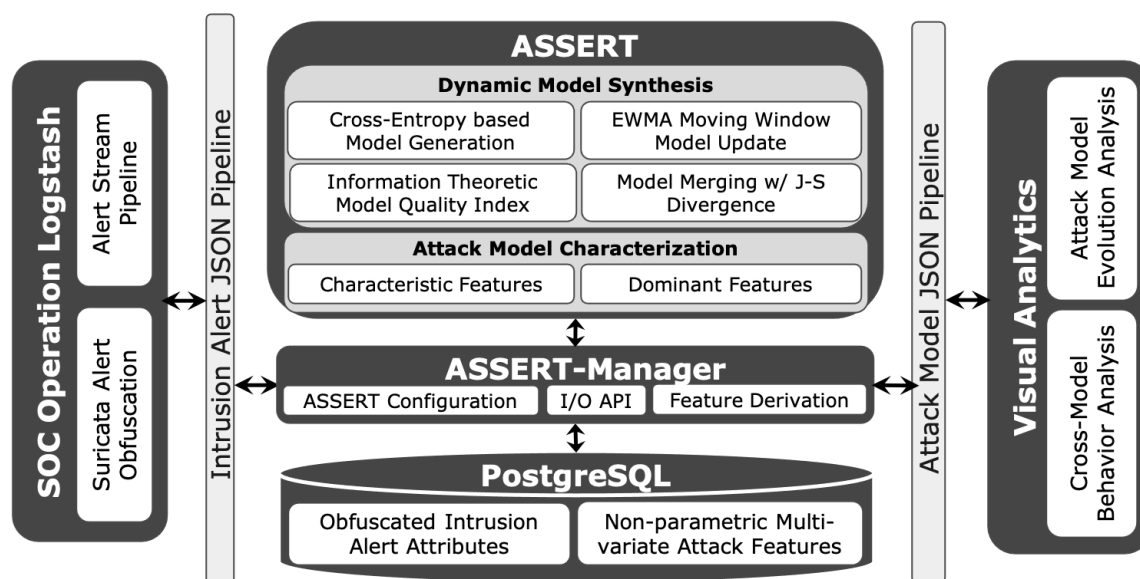 SOC Operation Logstash
Alert Stream
Pipeline
Suricata Alert
Obfuscation
Intrusion Alert JSON Pipeline
ASSERT
Dynamic Model Synthesis
Cross-Entropy based
Model Generation
EWMA Moving Window
Model Update
Information Theoretic
Model Quality Index
Model Merging w/ J-S
Divergence
Attack Model Characterization
Characteristic Features
Dominant Features
ASSERT-Manager
ASSERT Configuration
I/O API
Feature Derivation
PostgreSQL
Obfuscated Intrusion
Alert Attributes
Non-parametric Multi-
variate Attack Features
Attack Model JSON Pipeline
Visual Analytics
Attack Model
Evolution Analysis
Cross-Model
Behavior Analysis